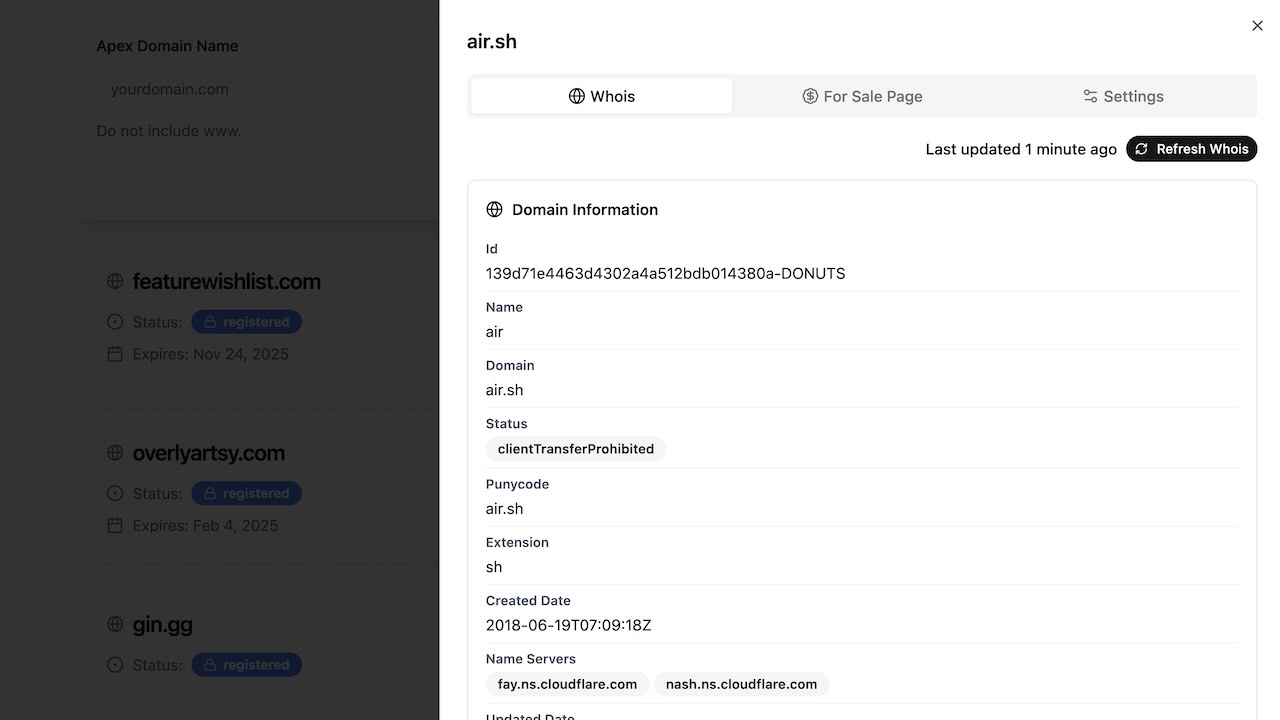 Apex Domain Name
yourdomain.com
Do not include www.
featurewishlist.com
Status: registered
Expires: Nov 24, 2025
overlyartsy.com
Status: registered
Expires: Feb 4, 2025
gin.gg
Status: registered
air.sh
Whois For Sale Page Settings
Last updated 1 minute ago Refresh Whois
Domain Information
Id
139d71e4463d4302a4a512bdb014380a-DONUTS
Name
air
Domain
air.sh
Status
clientTransferProhibited
Punycode
air.sh
Extension
sh
Created Date
2018-06-19T07:09:18Z
Name Servers
fay.ns.cloudflare.com nash.ns.cloudflare.com
Updated Date